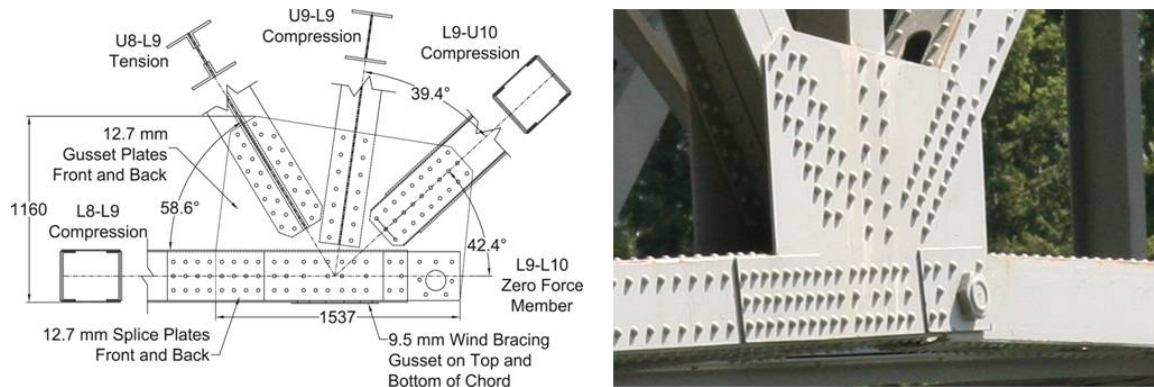 U8-L9
Tension
U9-L9
Compression
L9-U10
Compression
39.4°
12.7 mm
Gusset Plates
Front and Back
1160
58.6°
L8-L9
Compression
42.4°
L9-L10
Zero Force
Member
1537
12.7 mm Splice Plates
Front and Back
9.5 mm Wind Bracing
Gusset on Top and
Bottom of Chord